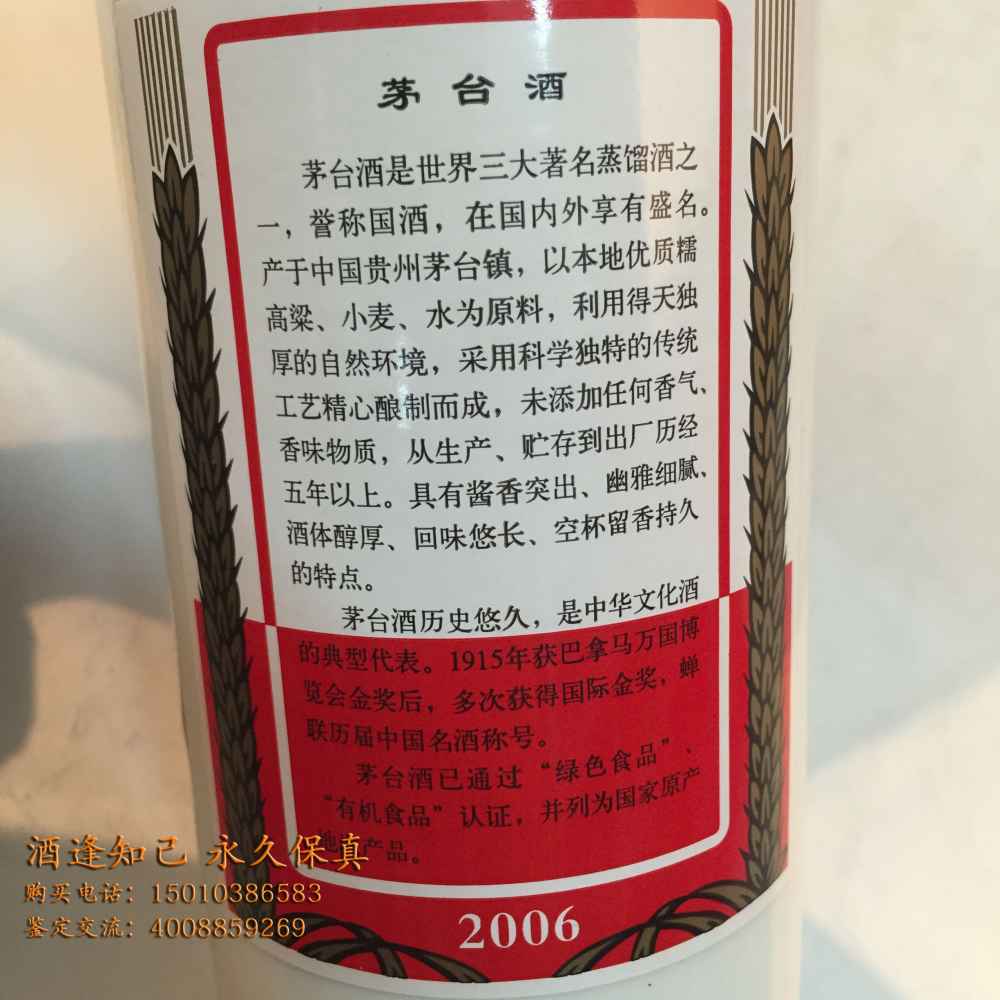 茅台酒
茅台酒是世界三大著名蒸馏酒之
一，誉称国酒，在国内外享有盛名。
产于中国贵州茅台镇，以本地优质糯
高粱、小麦、水为原料，利用得天独
厚的自然环境，采用科学独特的传统
工艺精心酿制而成，未添加任何香气、
香味物质，从生产、贮存到出厂历经
五年以上。具有酱香突出、幽雅细腻、
酒体醇厚、回味悠长、空杯留香持久
的特点。
茅台酒历史悠久，是中华文化酒
的典型代表。1915年获巴拿马万国博
览会金奖后，多次获得国际金奖，蝉
联历届中国名酒称号。
茅台酒已通过“绿色食品”、
“有机食品”认证，并列为国家原产
地产品。
2006
酒逢知己 永久保真
购买电话：15010386583
鉴定交流：4008859269